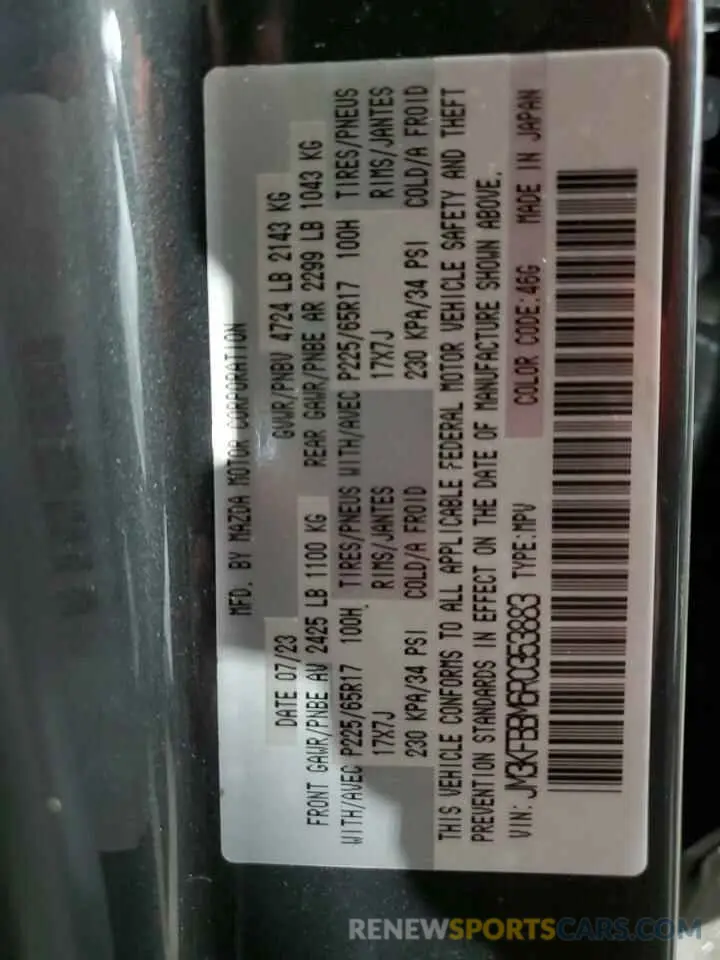 MFD. BY MAZDA MOTOR CORPORATION
DATE 07/23 GVWR/PNBV 4724 LB 2143 KG
FRONT GAWR/PNBE AV 2425 LB 1100 KG REAR GAWR/PNBE AR 2299 LB 1043 KG
WITH/AVEC P225/65R17 100H, TIRES/PNEUS WITH/AVEC P225/65R17 100H TIRES/PNEUS
17X7J RIMS/JANTES 17X7J RIMS/JANTES
230 KPA/34 PSI COLD/A FROID 230 KPA/34 PSI COLD/A FROID
THIS VEHICLE CONFORMS TO ALL APPLICABLE FEDERAL MOTOR VEHICLE SAFETY AND THEFT
PREVENTION STANDARDS IN EFFECT ON THE DATE OF MANUFACTURE SHOWN ABOVE.
COLOR CODE:46G MADE IN JAPAN
VIN: JM3KFBBM6R0353883 TYPE:MPV
RENEWSPORTSCARS.COM